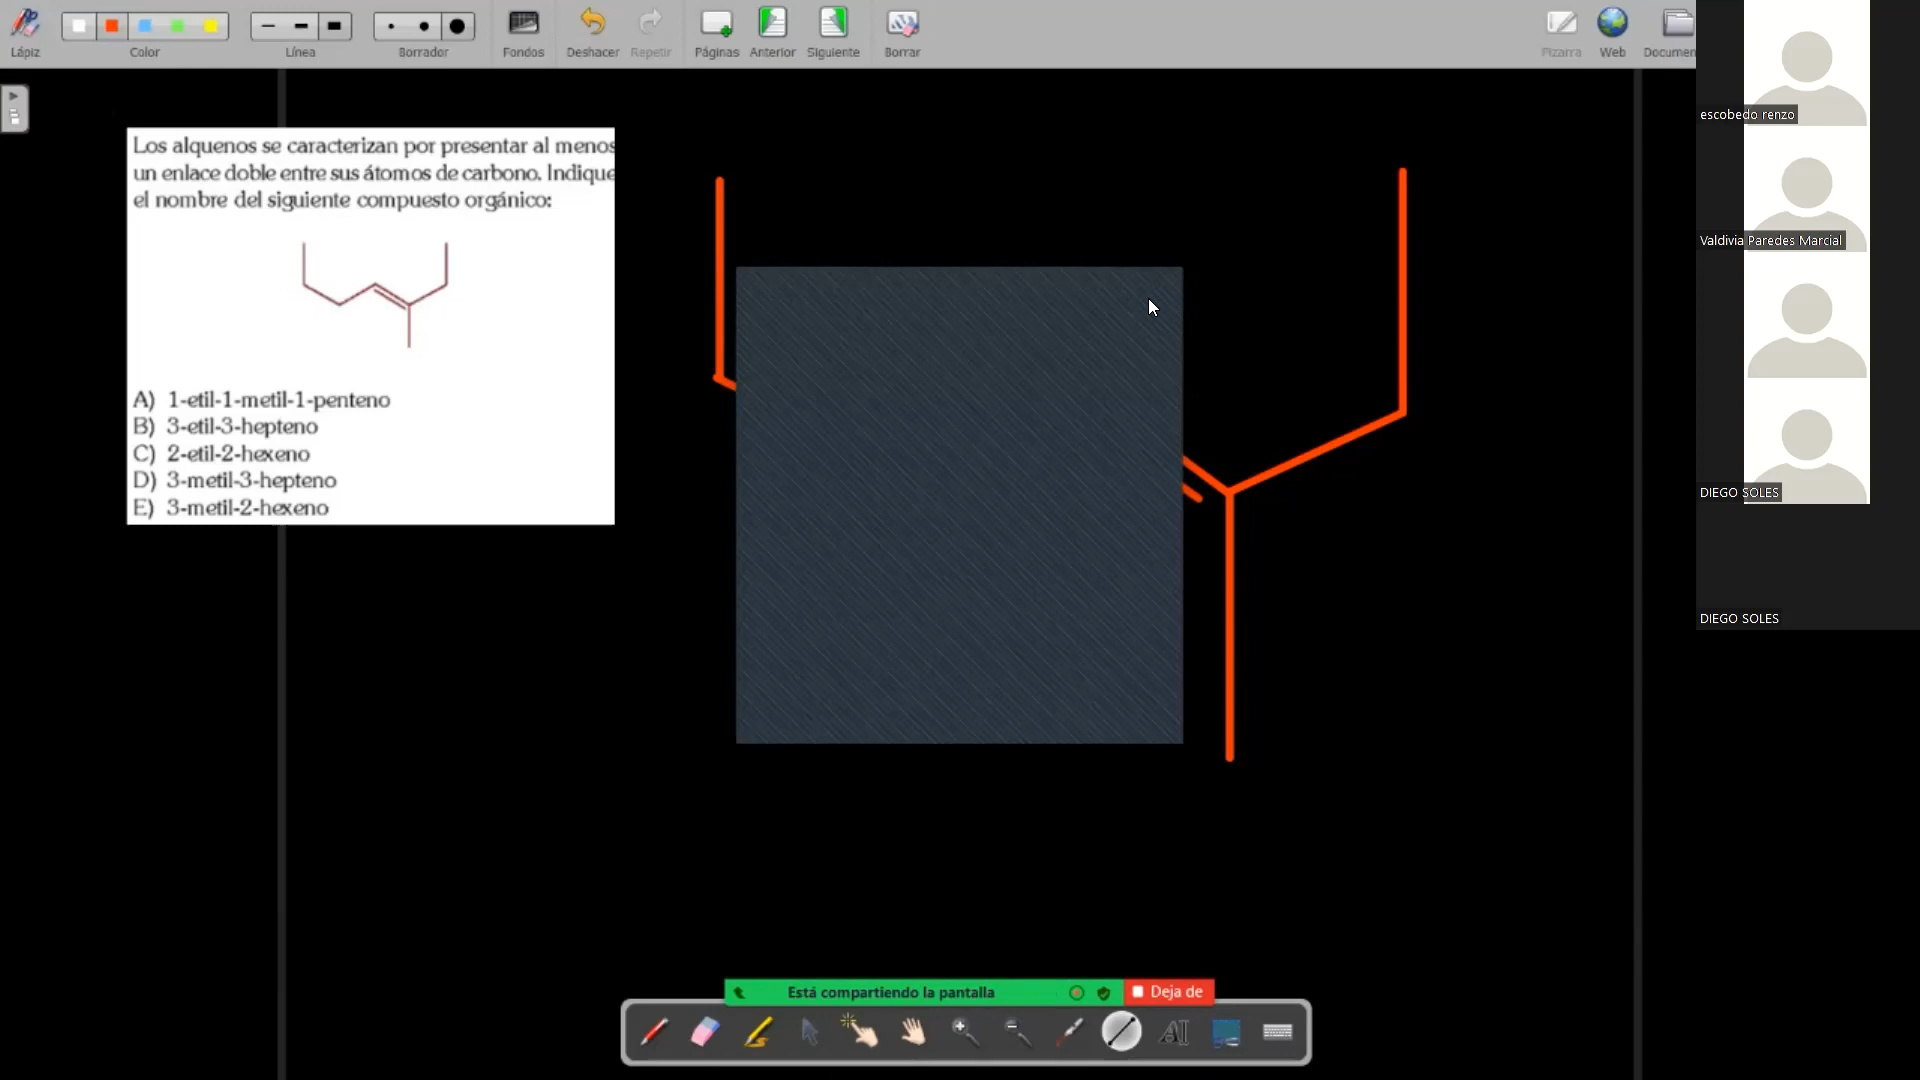 Lápiz
Color
Línea
Borrador
Fondos
Deshacer
Repetir
Páginas
Anterior
Siguiente
Borrar
Pizarra
Web
Documen
escobedo renzo
Los alquenos se caracterizan por presentar al menos
un enlace doble entre sus átomos de carbono. Indique
el nombre del siguiente compuesto orgánico:
Valdivia Paredes Marcial
A) 1-etil-1-metil-1-penteno
B) 3-etil-3-hepteno
C) 2-etil-2-hexeno
D) 3-metil-3-hepteno
E) 3-metil-2-hexeno
DIEGO SOLES
DIEGO SOLES
Está compartiendo la pantalla
Deja de
AI